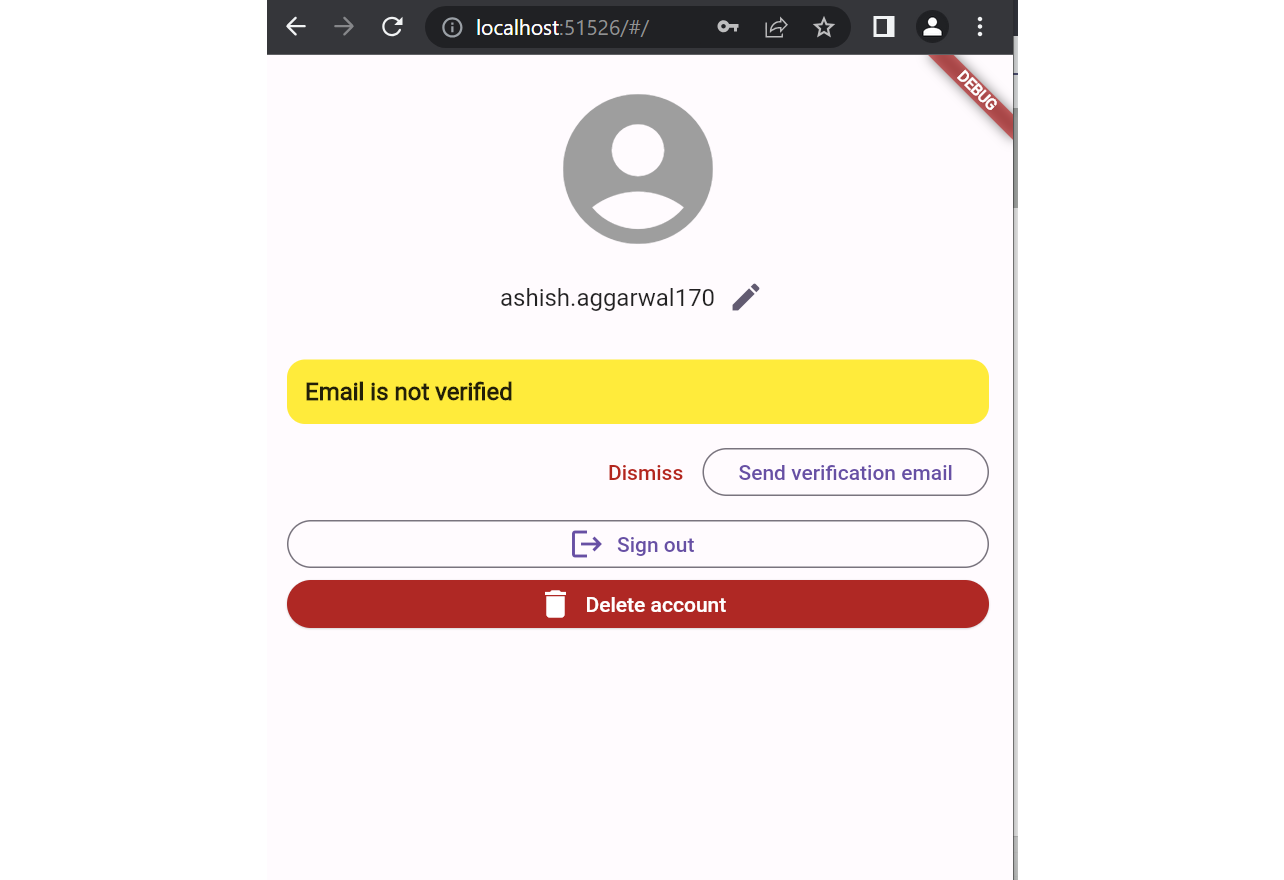 localhost:51526/#/
DEBUG
ashish.aggarwal170
Email is not verified
Dismiss
Send verification email
Sign out
Delete account